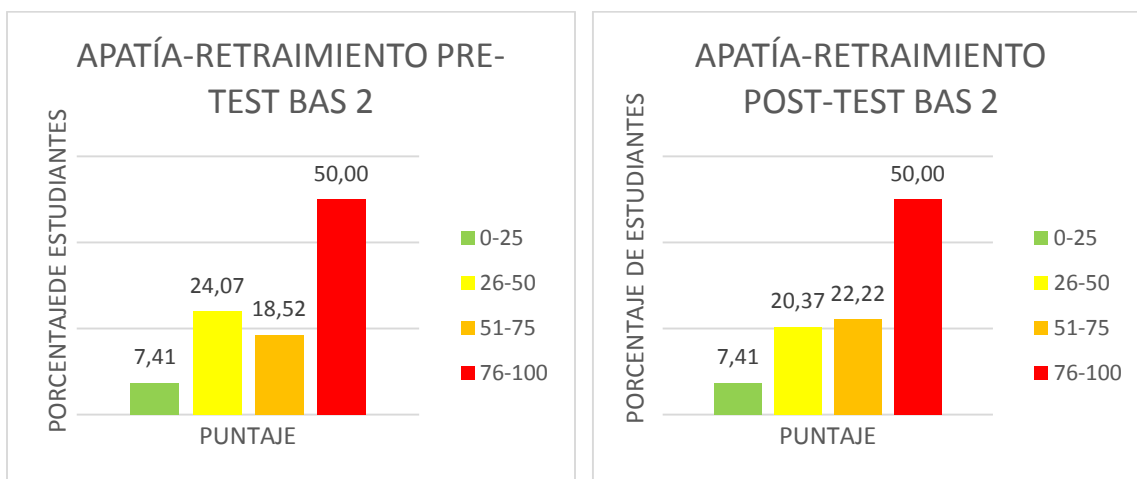 APATÍA-RETRAIMIENTO PRE-
TEST BAS 2
PORCENTAJEDE ESTUDIANTES
7,41
24,07
18,52
50,00
PUNTAJE
0-25
26-50
51-75
76-100
APATÍA-RETRAIMIENTO
POST-TEST BAS 2
PORCENTAJE DE ESTUDIANTES
7,41
20,37
22,22
50,00
PUNTAJE
0-25
26-50
51-75
76-100